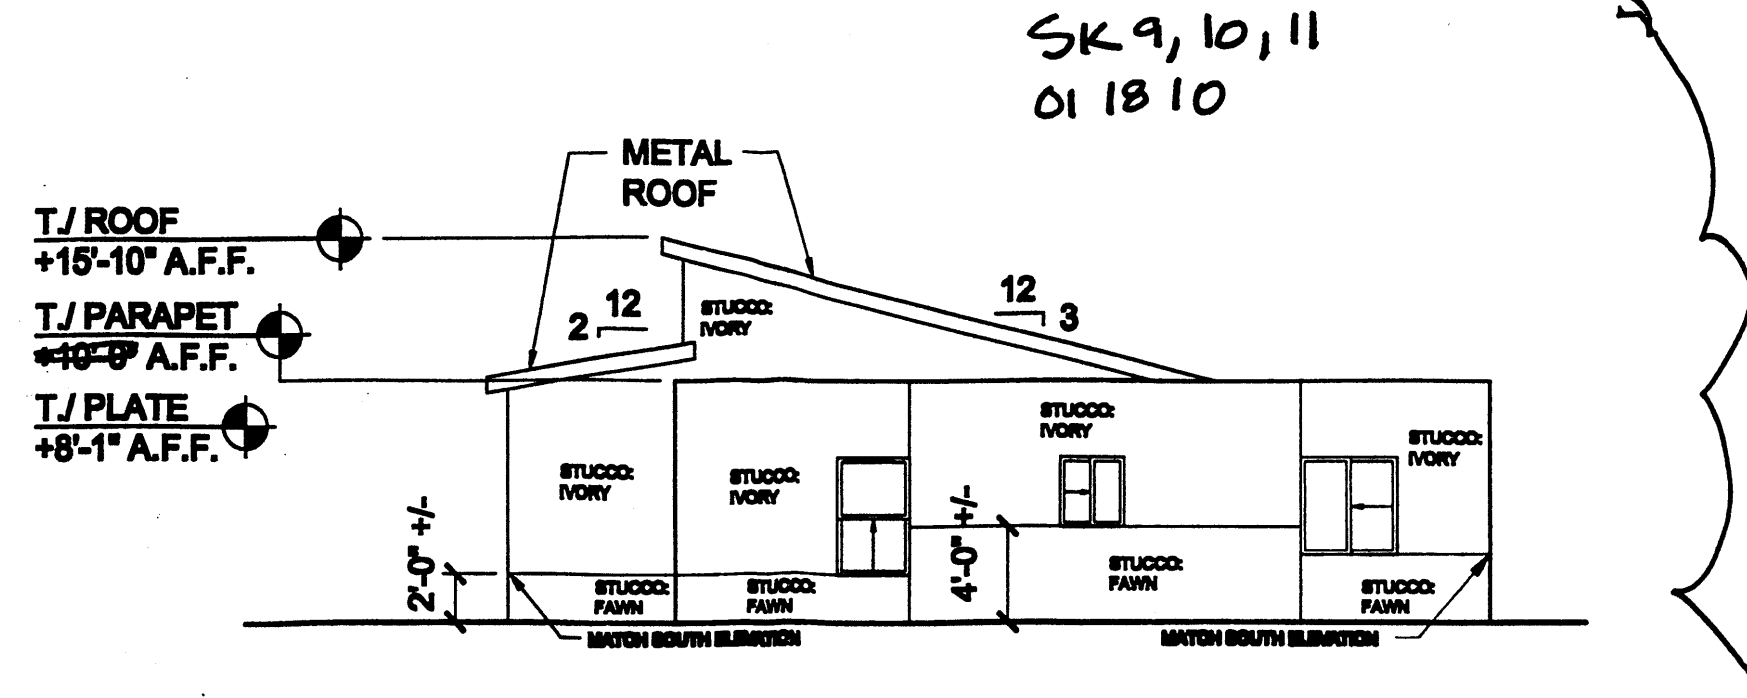 SK 9, 10, 11
01 18 10
METAL
ROOF
T./ ROOF
+15'-10" A.F.F.
12
3
12
2
STUCCO:
IVORY
T./ PARAPET
+10'-0" A.F.F.
T./ PLATE
+8'-1" A.F.F.
STUCCO:
IVORY
STUCCO:
IVORY
STUCCO:
IVORY
STUCCO:
IVORY
2'-0" +/-
4'-0" +/-
STUCCO:
FAWN
STUCCO:
FAWN
STUCCO:
FAWN
STUCCO:
FAWN
MATCH SOUTH ELEVATION
MATCH SOUTH ELEVATION